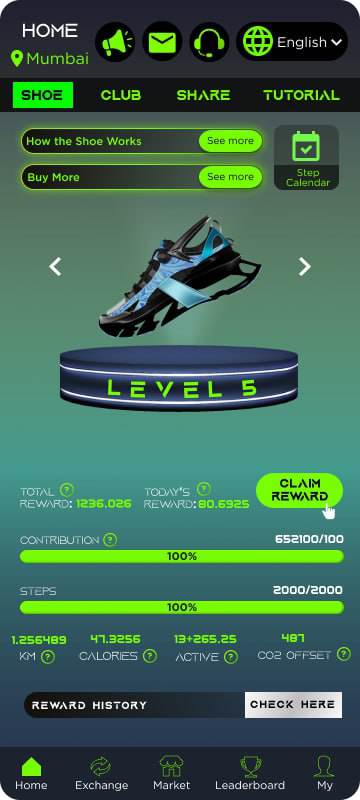 HOME
Mumbai
English
SHOE CLUB SHARE TUTORIAL
How the Shoe Works See more
Buy More See more
Step
Calendar
LEVEL 5
TOTAL ?
REWARD: 1236.026
TODAY'S ?
REWARD: 80.6925
CLAIM
REWARD
CONTRIBUTION ? 652100/100
100%
STEPS 2000/2000
100%
1.256489 47.3256 13+265.25 487
KM ? CALORIES ? ACTIVE ? CO2 OFFSET ?
REWARD HISTORY CHECK HERE
Home Exchange Market Leaderboard My